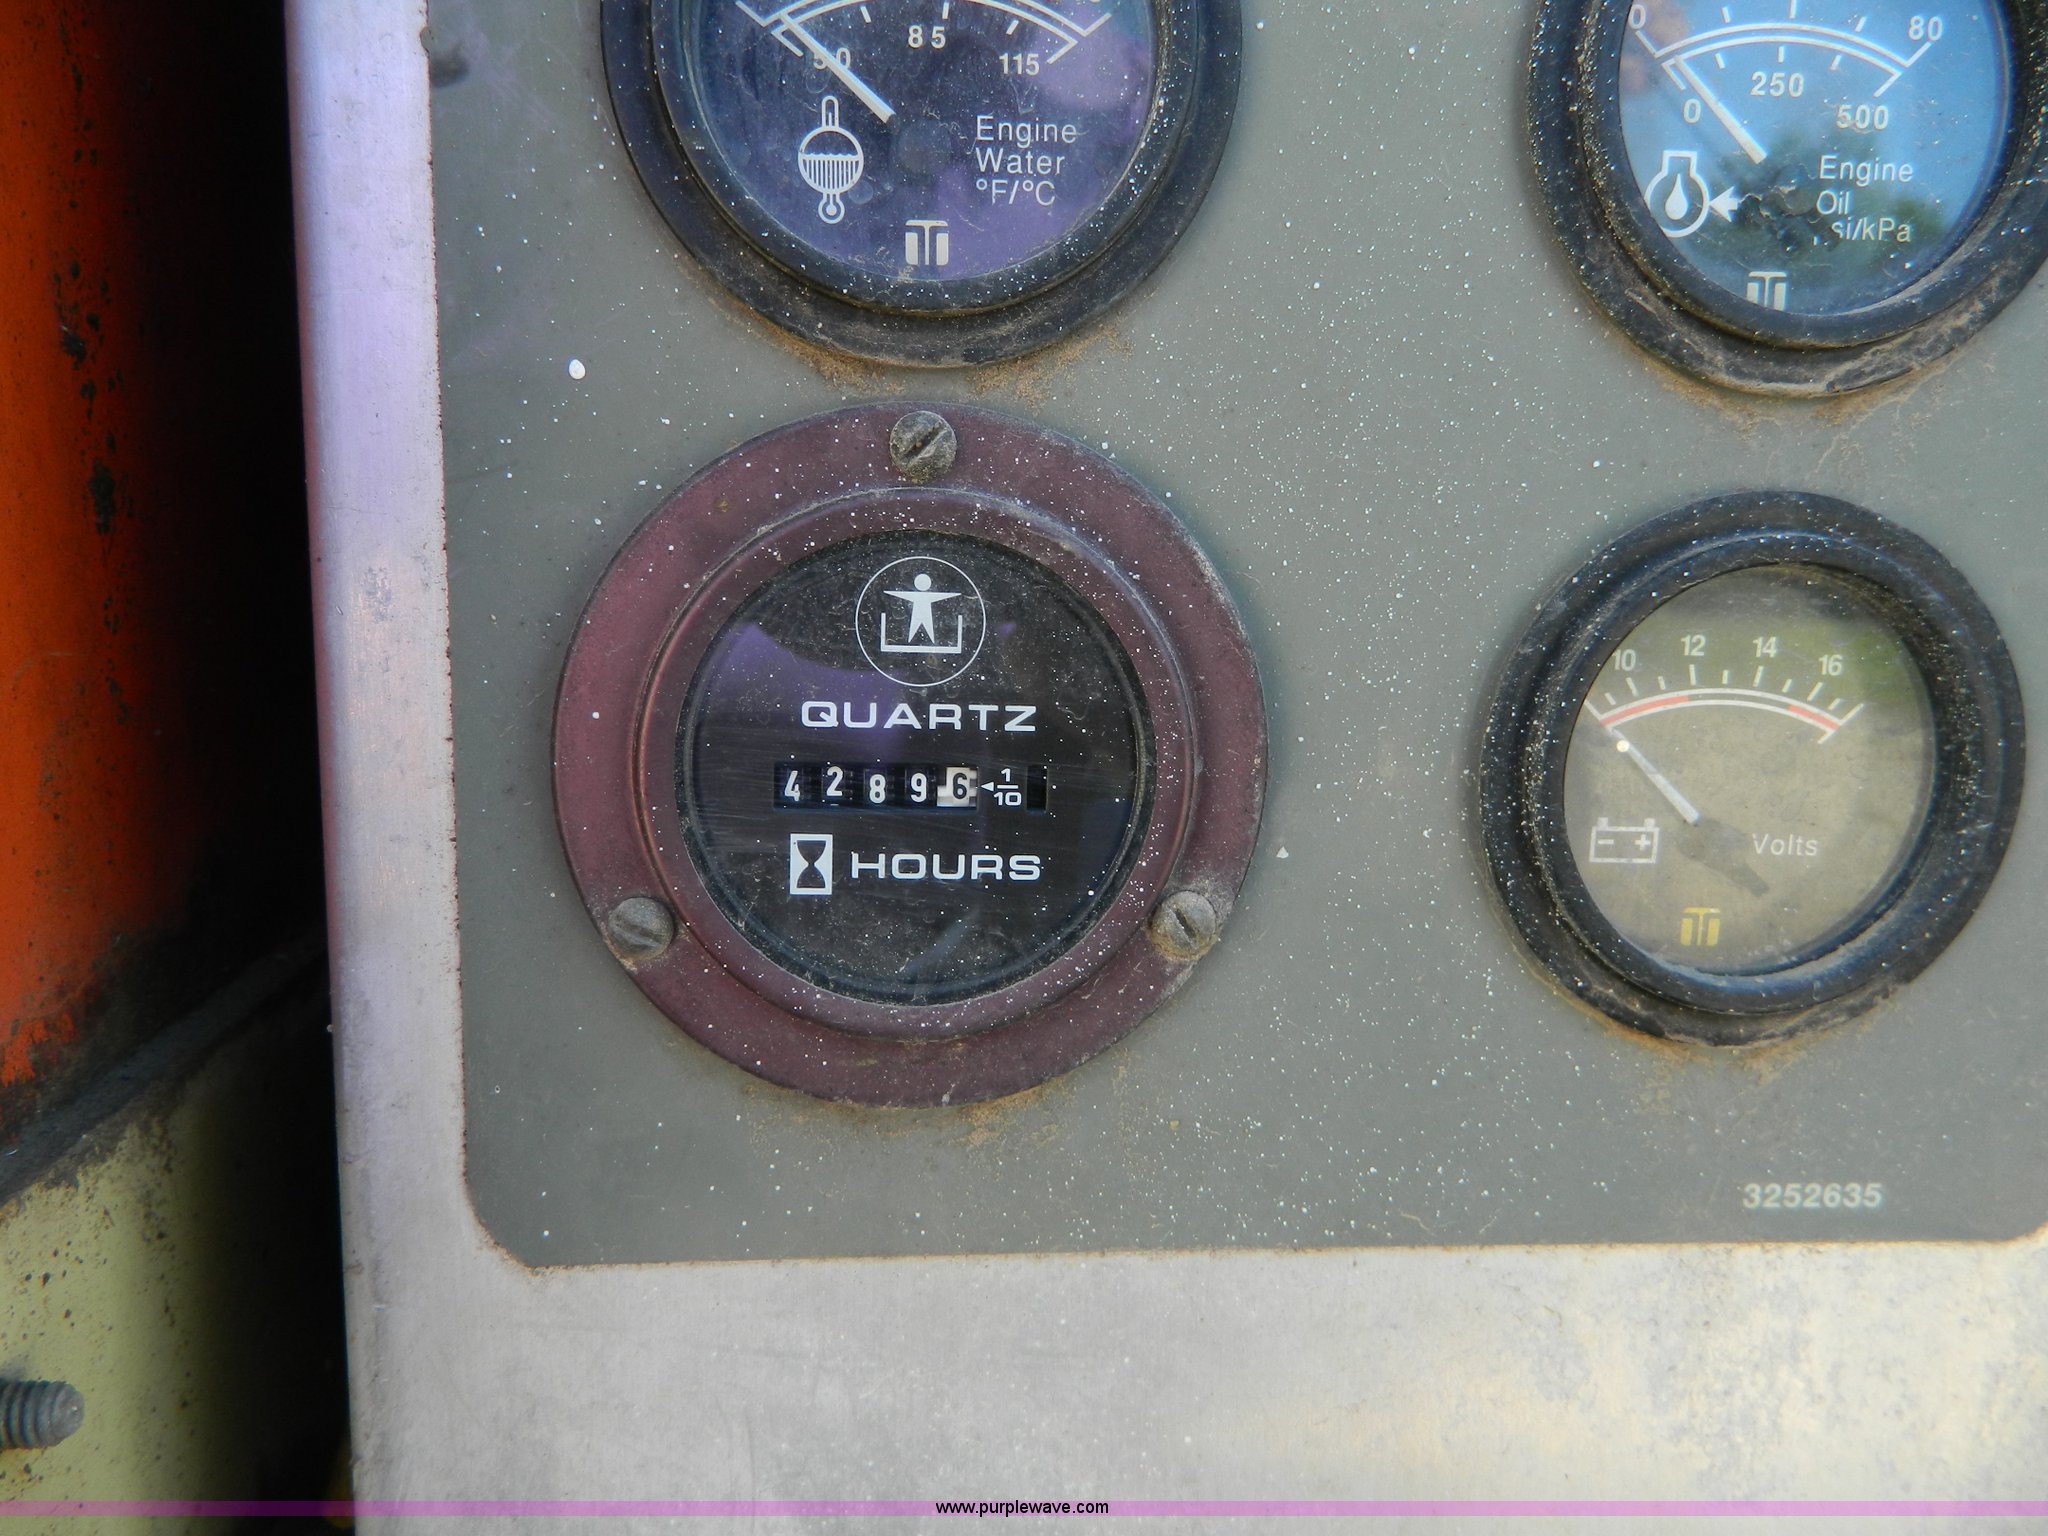 85
50
115
Engine
Water
°F/°C
0
80
250
0
500
Engine
Oil
si/kPa
QUARTZ
4 2 8 9 6 1/10
HOURS
10 12 14 16
Volts
3252635
www.purplewave.com